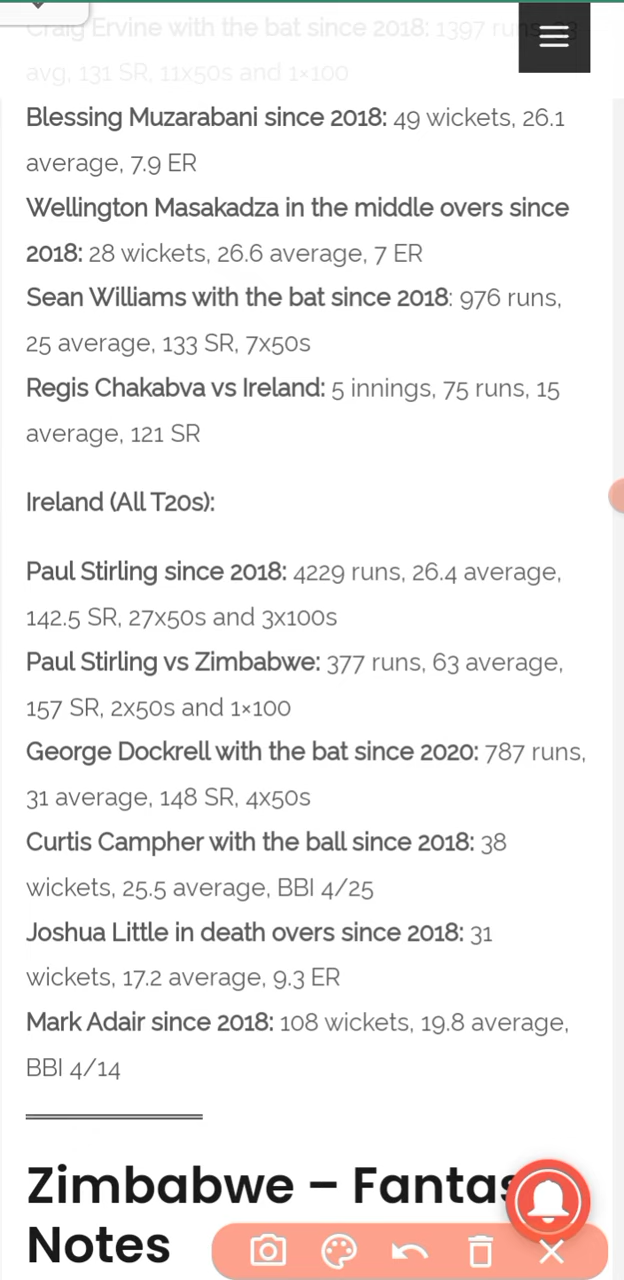 Craig Ervine with the bat since 2018: 1397 runs,
avg, 131 SR, 11x50s and 1×100
Blessing Muzarabani since 2018: 49 wickets, 26.1
average, 7.9 ER
Wellington Masakadza in the middle overs since
2018: 28 wickets, 26.6 average, 7 ER
Sean Williams with the bat since 2018: 976 runs,
25 average, 133 SR, 7x50s
Regis Chakabva vs Ireland: 5 innings, 75 runs, 15
average, 121 SR
Ireland (All T20s):
Paul Stirling since 2018: 4229 runs, 26.4 average,
142.5 SR, 27x50s and 3x100s
Paul Stirling vs Zimbabwe: 377 runs, 63 average,
157 SR, 2x50s and 1×100
George Dockrell with the bat since 2020: 787 runs,
31 average, 148 SR, 4x50s
Curtis Campher with the ball since 2018: 38
wickets, 25.5 average, BBI 4/25
Joshua Little in death overs since 2018: 31
wickets, 17.2 average, 9.3 ER
Mark Adair since 2018: 108 wickets, 19.8 average,
BBI 4/14
Zimbabwe – Fantas
Notes